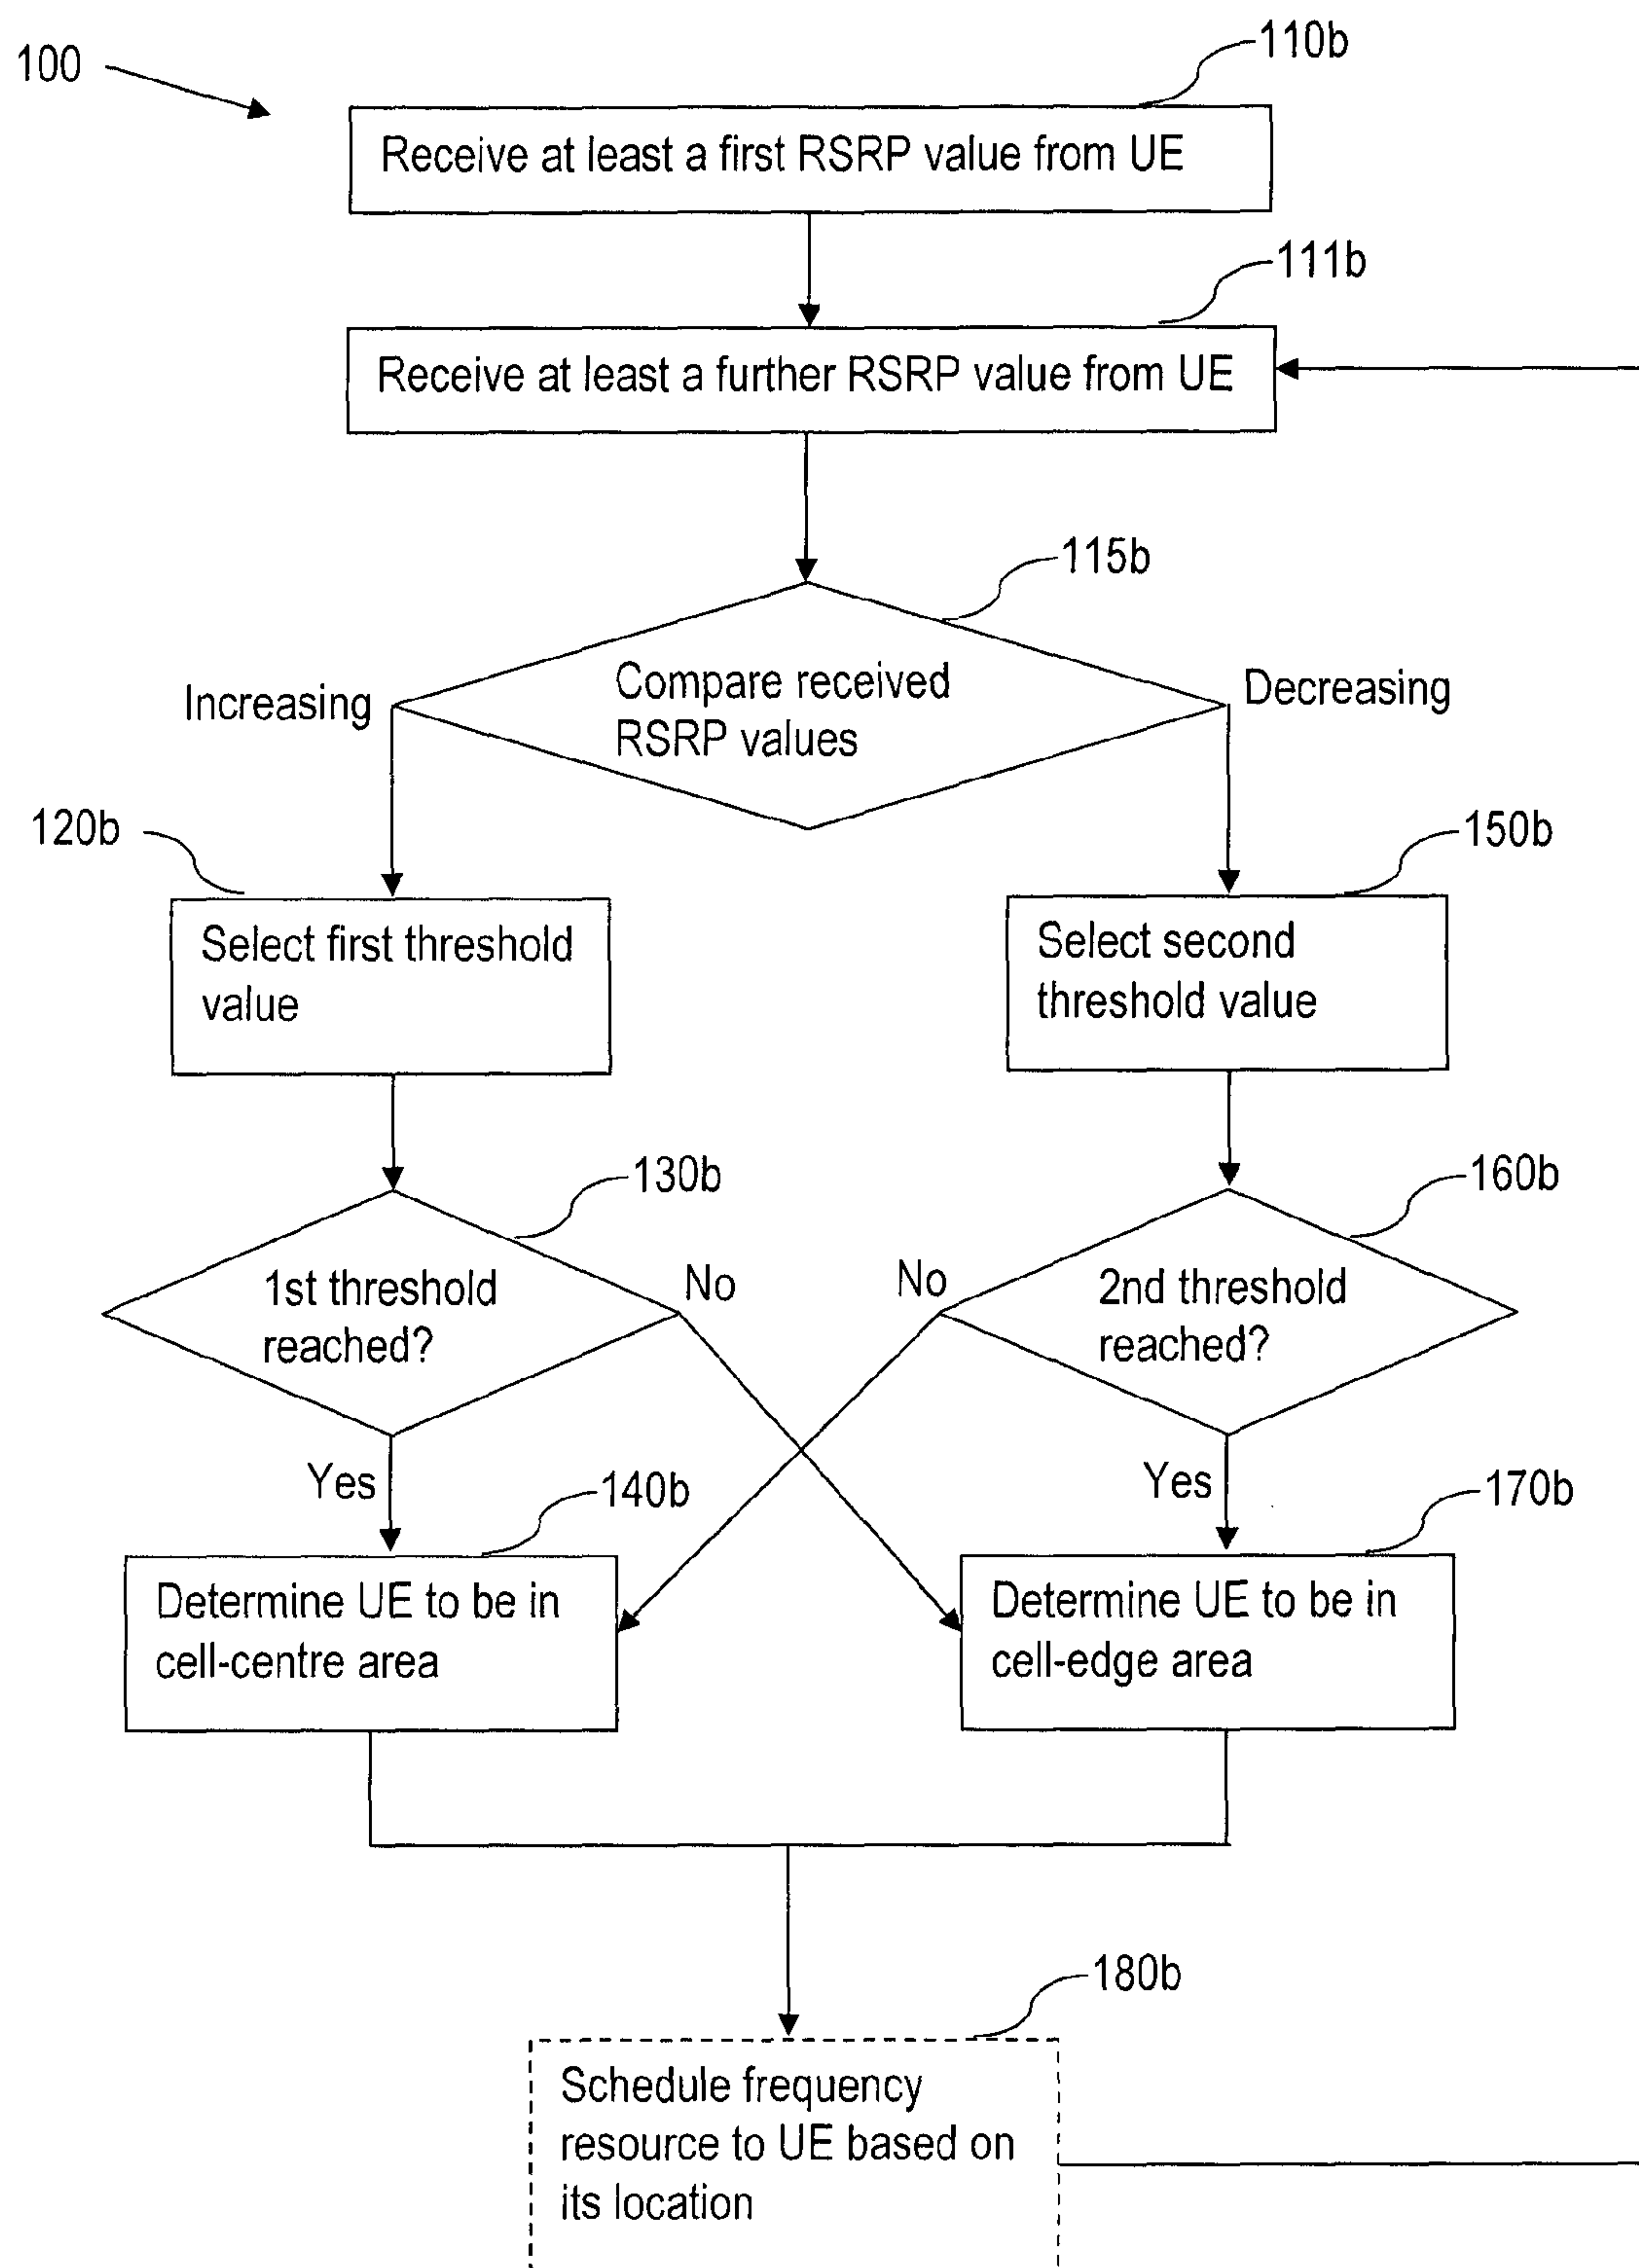 100
110b
Receive at least a first RSRP value from UE
111b
Receive at least a further RSRP value from UE
115b
Increasing
Compare received
RSRP values
Decreasing
120b
150b
Select first threshold
value
Select second
threshold value
130b
160b
1st threshold
reached?
No
No
2nd threshold
reached?
Yes
140b
Yes
170b
Determine UE to be in
cell-centre area
Determine UE to be in
cell-edge area
180b
Schedule frequency
resource to UE based on
its location